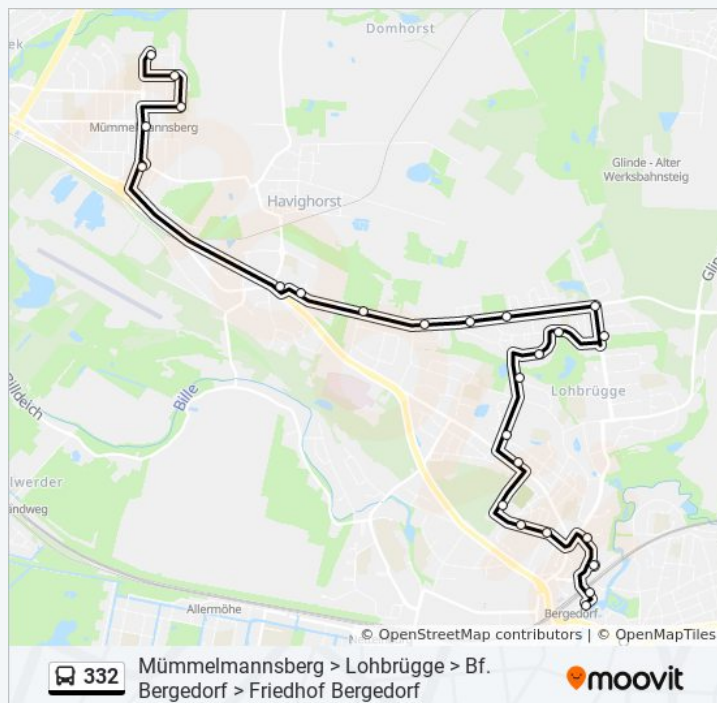 Domhorst
Mümmelmannsberg
Glinde - Alter
Werksbahnsteig
Havighorst
Bille
Lohbrügge
Allermöhe
Bergedorf
© OpenStreetMap contributors | © OpenMapTiles
332
Mümmelmannsberg > Lohbrügge > Bf.
Bergedorf > Friedhof Bergedorf
moovit